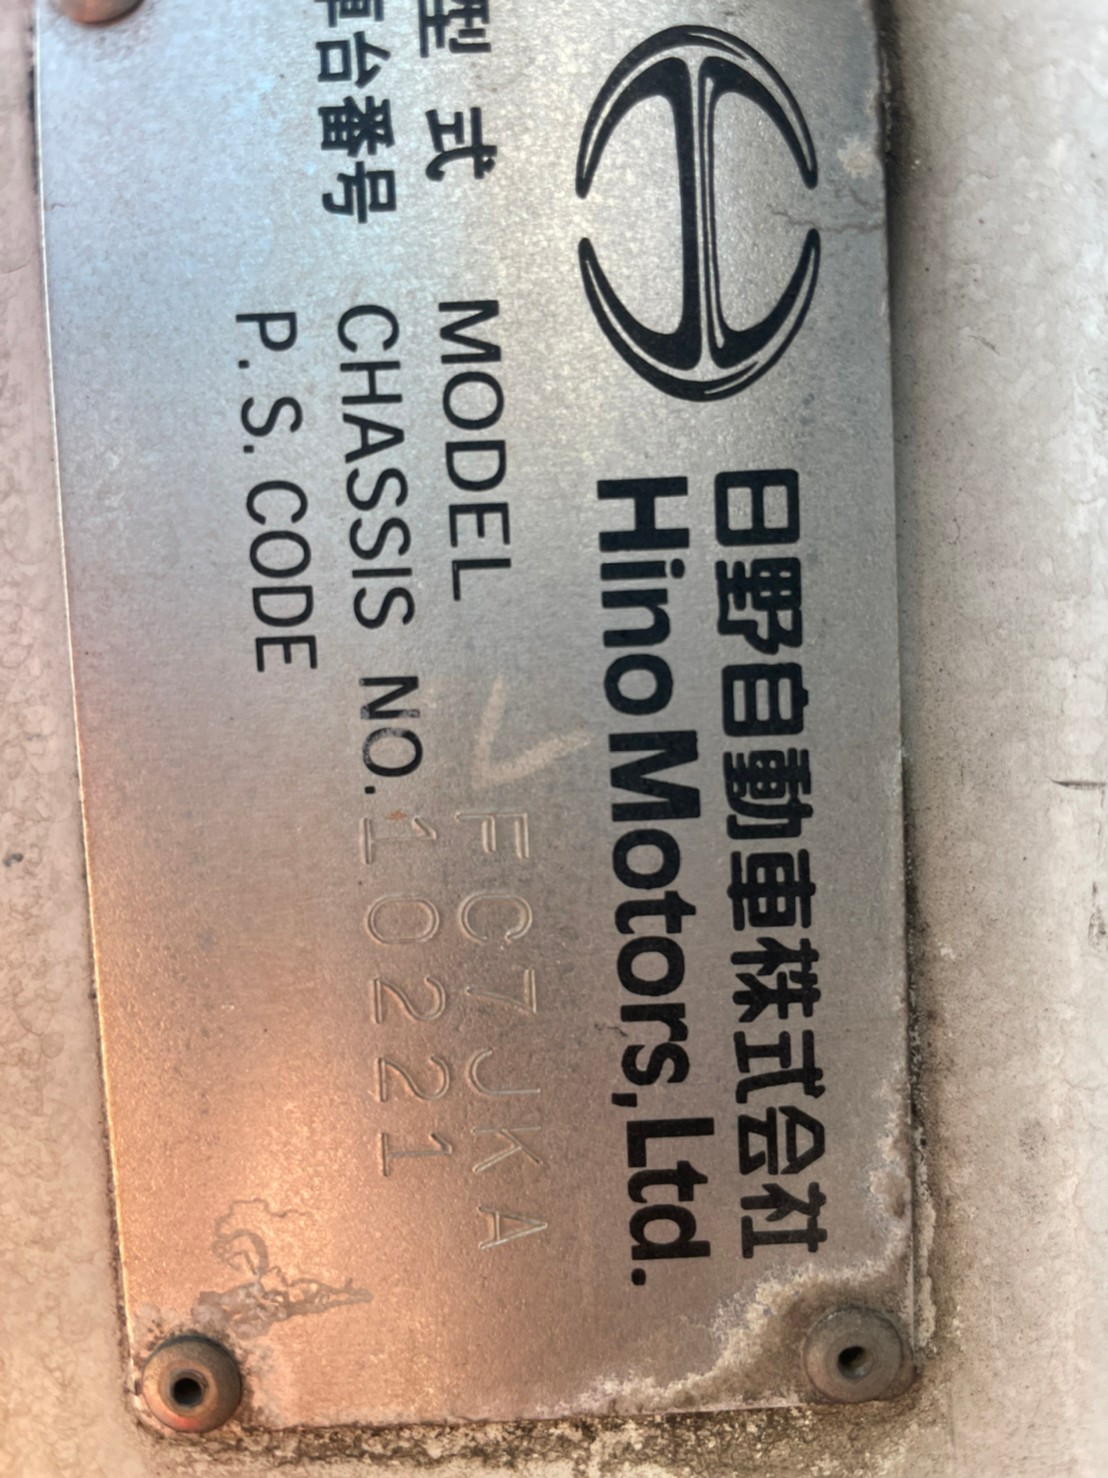 日野自動車株式会社
Hino Motors, Ltd.
型式 MODEL FC7JKA
車台番号 CHASSIS NO. 10221
P.S. CODE